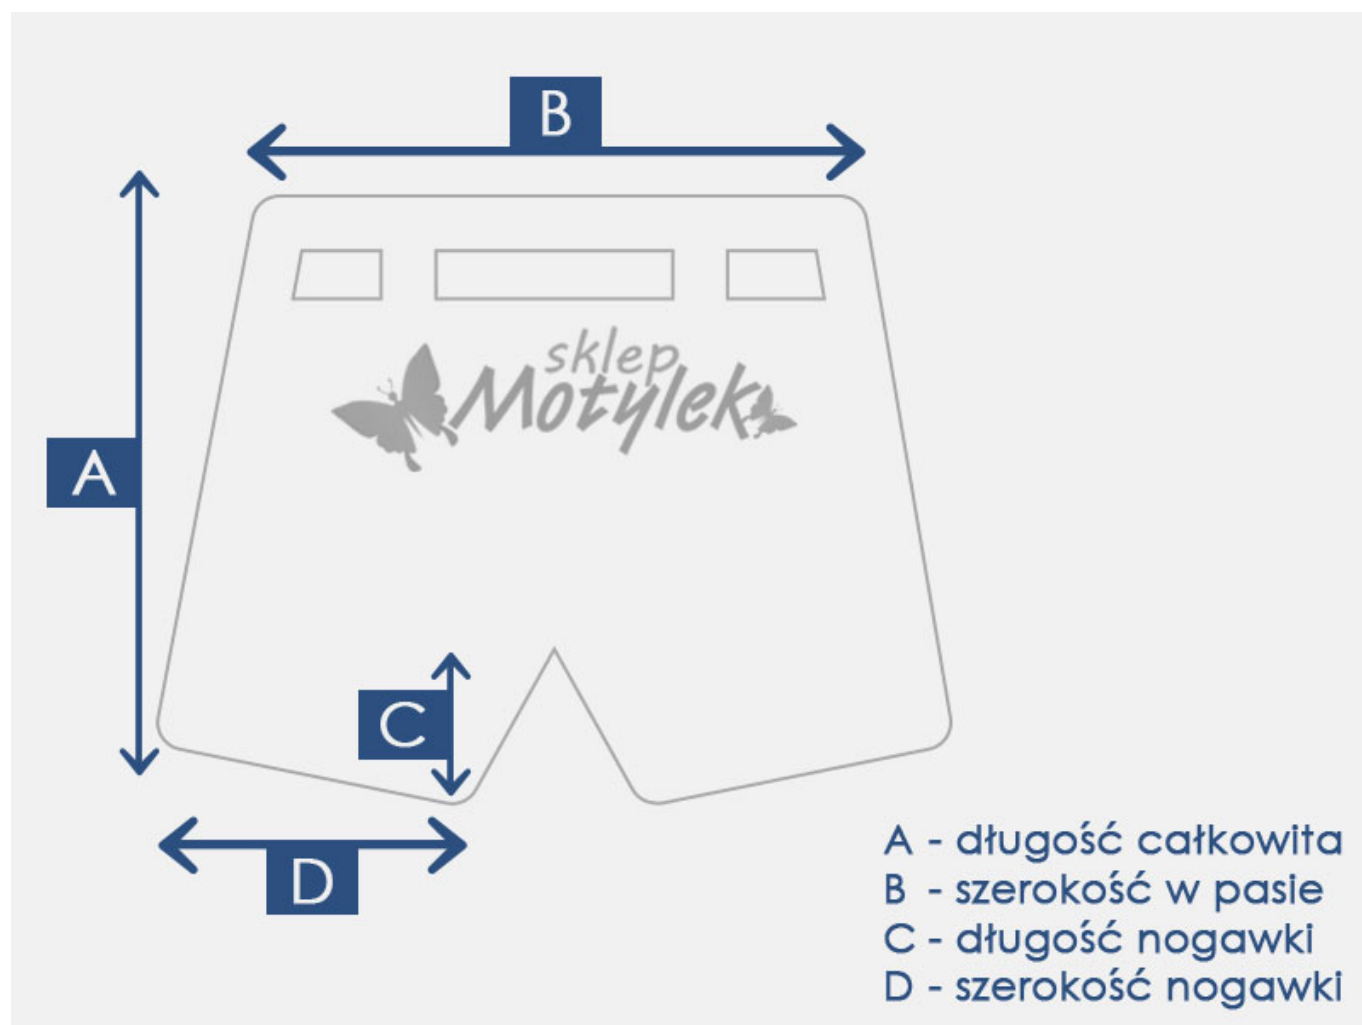 B
A
sklep
Motylek
C
D
A - długość całkowita
B - szerokość w pasie
C - długość nogawki
D - szerokość nogawki